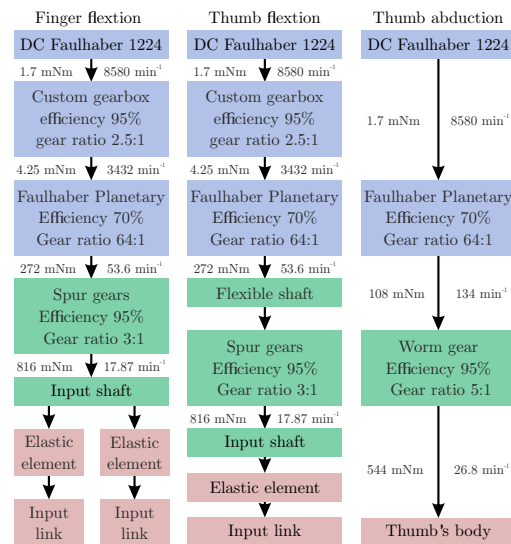 Finger flextion
DC Faulhaber 1224
1.7 mNm 8580 min⁻¹
Custom gearbox
efficiency 95%
gear ratio 2.5:1
4.25 mNm 3432 min⁻¹
Faulhaber Planetary
Efficiency 70%
Gear ratio 64:1
272 mNm 53.6 min⁻¹
Spur gears
Efficiency 95%
Gear ratio 3:1
816 mNm 17.87 min⁻¹
Input shaft
Elastic
element
Elastic
element
Input
link
Input
link
Thumb flextion
DC Faulhaber 1224
1.7 mNm 8580 min⁻¹
Custom gearbox
efficiency 95%
gear ratio 2.5:1
4.25 mNm 3432 min⁻¹
Faulhaber Planetary
Efficiency 70%
Gear ratio 64:1
272 mNm 53.6 min⁻¹
Flexible shaft
Spur gears
Efficiency 95%
Gear ratio 3:1
816 mNm 17.87 min⁻¹
Input shaft
Elastic element
Input link
Thumb abduction
DC Faulhaber 1224
1.7 mNm 8580 min⁻¹
Faulhaber Planetary
Efficiency 70%
Gear ratio 64:1
108 mNm 134 min⁻¹
Worm gear
Efficiency 95%
Gear ratio 5:1
544 mNm 26.8 min⁻¹
Thumb's body